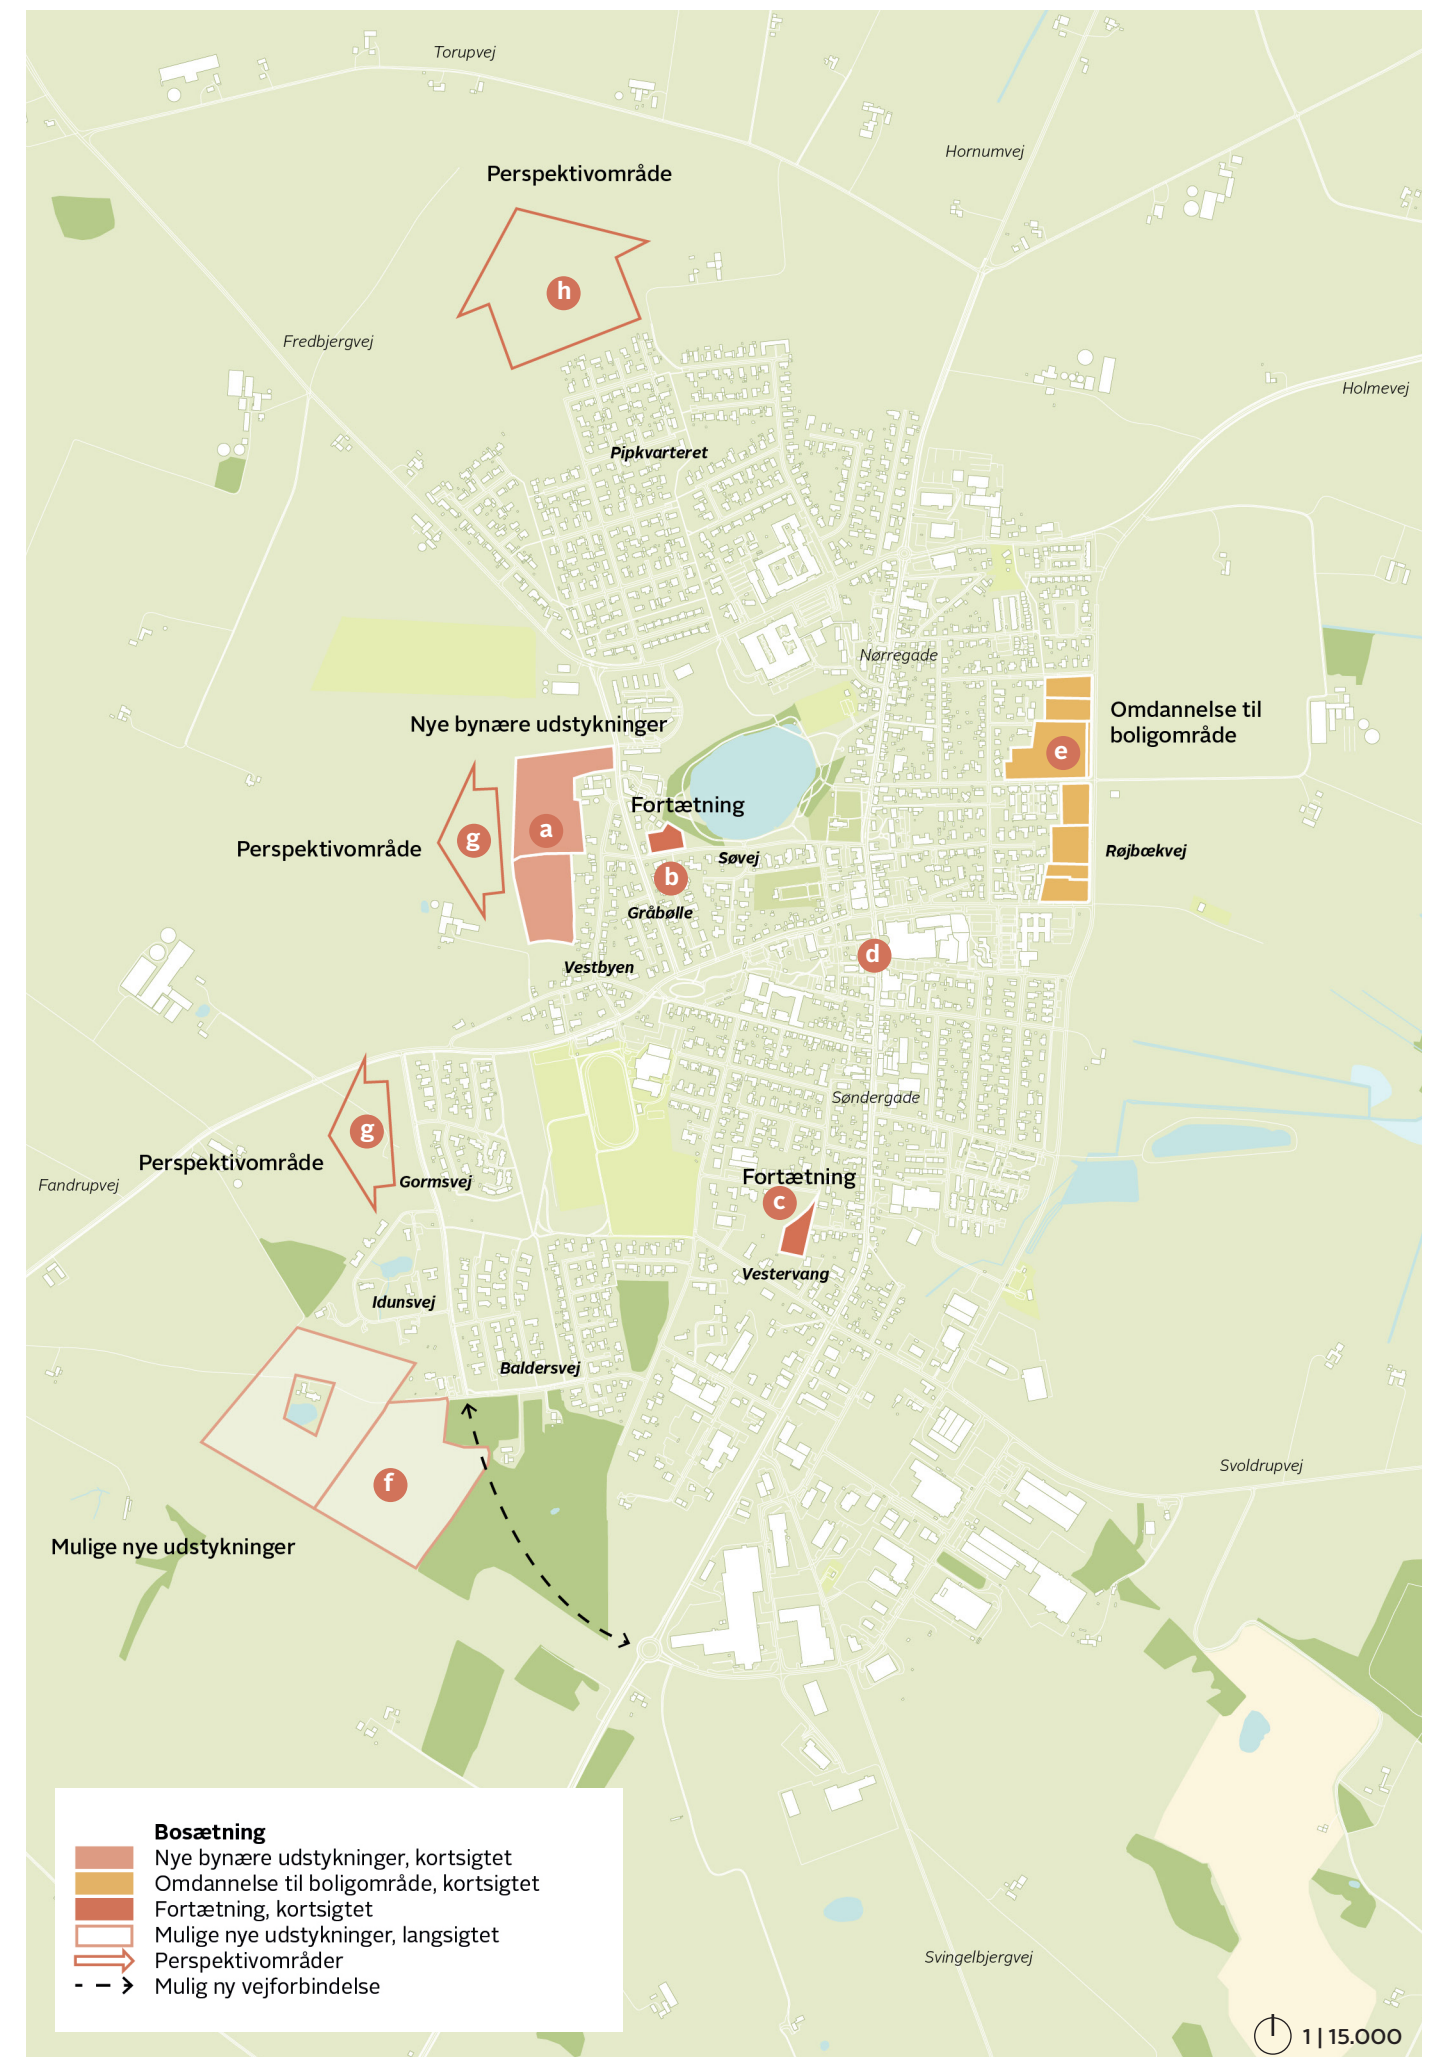 Torupvej
Hornumvej
Perspektivområde
h
Fredbjergvej
Holmevej
Pipkvarteret
Nørregade
Omdannelse til
boligområde
Nye bynære udstykninger
e
Fortætning
a
g
Perspektivområde
Søvej
Røjbækvej
b
Gråbølle
d
Vestbyen
Søndergade
g
Perspektivområde
Fortætning
Gormsvej
Fandrupvej
c
Vestervang
Idunsvej
Baldersvej
Svoldrupvej
f
Mulige nye udstykninger
Bosætning
Nye bynære udstykninger, kortsigtet
Omdannelse til boligområde, kortsigtet
Fortætning, kortsigtet
Mulige nye udstykninger, langsigtet
Perspektivområder
Mulig ny vejforbindelse
Svingelbjergvej
1 | 15.000